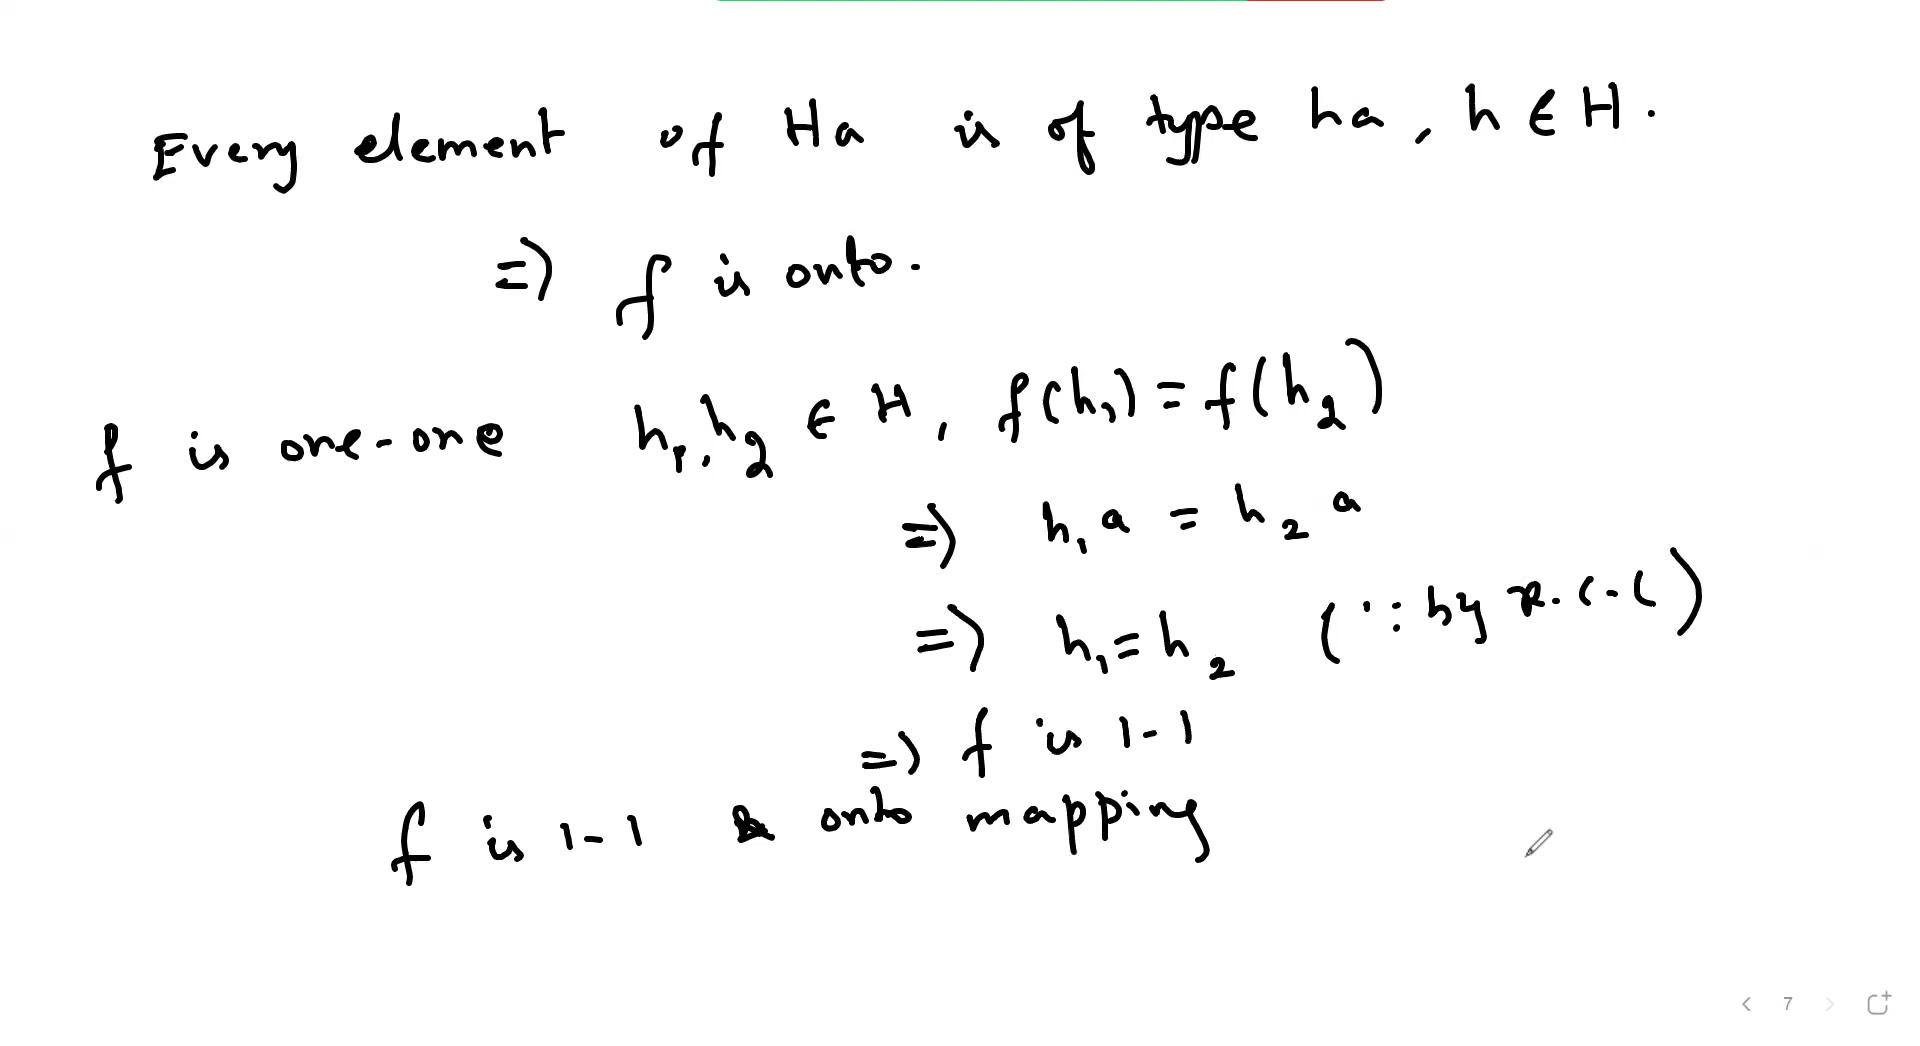 Every element of Ha is of type ha, h ∈ H.
=> f is onto.
f is one-one h₁, h₂ ∈ H, f(h₁) = f(h₂)
=> h₁a = h₂a
=> h₁ = h₂ (∵ by r.c.c)
=> f is 1-1
f is 1-1 & onto mapping
7